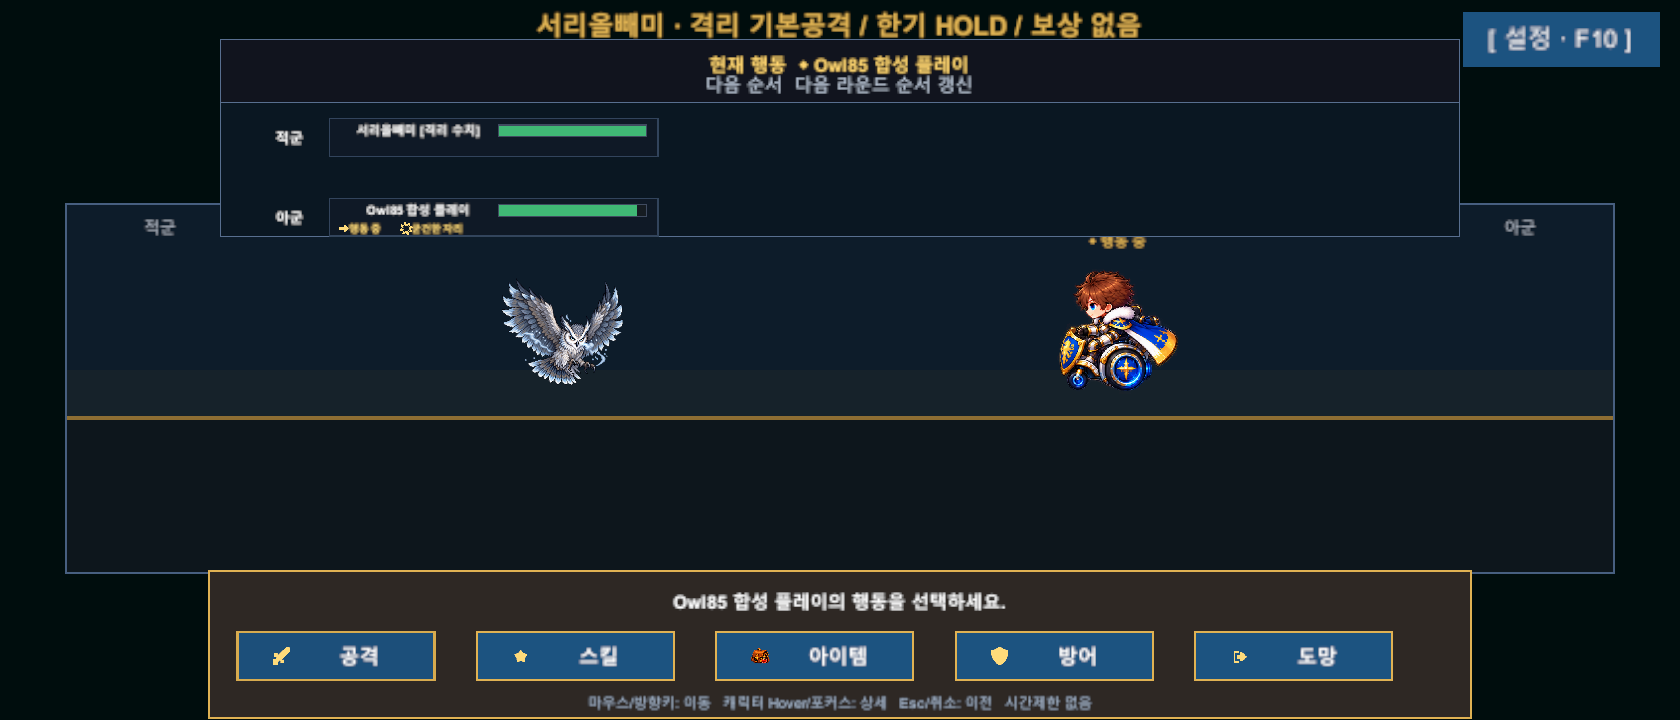 서리올빼미 · 격리 기본공격 / 한기 HOLD / 보상 없음
[ 설정 · F10 ]
현재 행동 ◆ Owl85 합성 플레이
다음 순서 다음 라운드 순서 갱신
적군
서리올빼미 [격리 수치]
아군
Owl85 합성 플레이
➔행동 중
굳건한 자리
적군
◆ 행동 중
아군
Owl85 합성 플레이의 행동을 선택하세요.
공격
스킬
아이템
방어
도망
마우스/방향키: 이동 캐릭터 Hover/포커스: 상세 Esc/취소: 이전 시간제한 없음